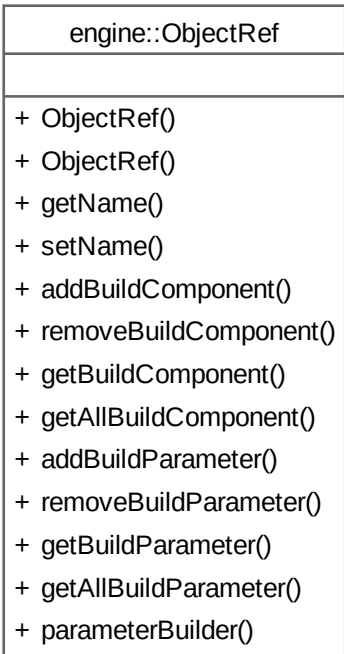 engine::ObjectRef
+ ObjectRef()
+ ObjectRef()
+ getName()
+ setName()
+ addBuildComponent()
+ removeBuildComponent()
+ getBuildComponent()
+ getAllBuildComponent()
+ addBuildParameter()
+ removeBuildParameter()
+ getBuildParameter()
+ getAllBuildParameter()
+ parameterBuilder()